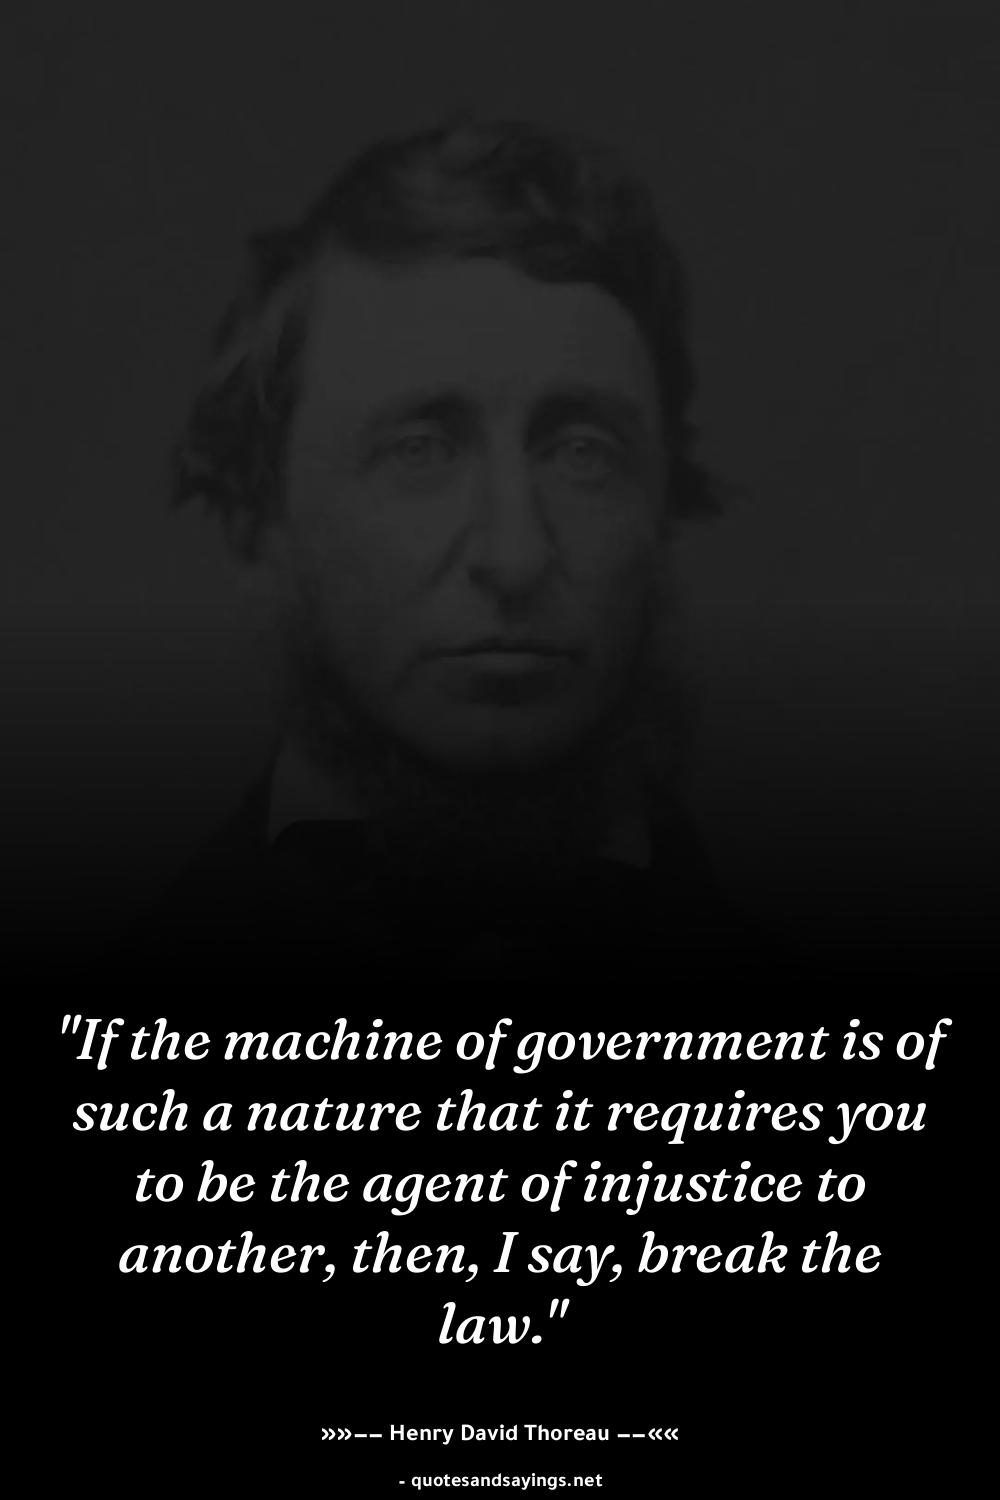 "If the machine of government is of
such a nature that it requires you
to be the agent of injustice to
another, then, I say, break the
law."
»»−− Henry David Thoreau −−««
- quotesandsayings.net